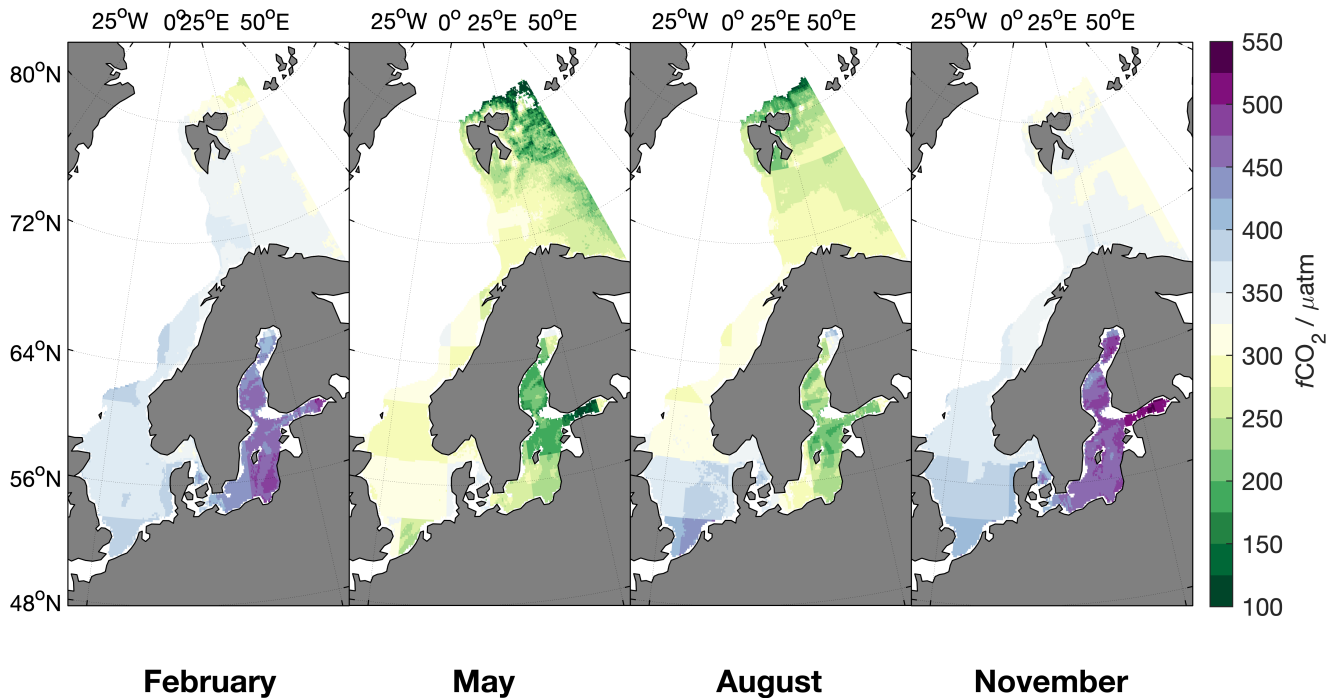 25°W 0°25°E 50°E 25°W 0° 25°E 50°E 25°W 0° 25°E 50°E 25°W 0° 25°E 50°E
80°N
72°N
64°N
56°N
48°N
550
500
450
400
350
300
250
200
150
100
fCO₂ / µatm
February May August November